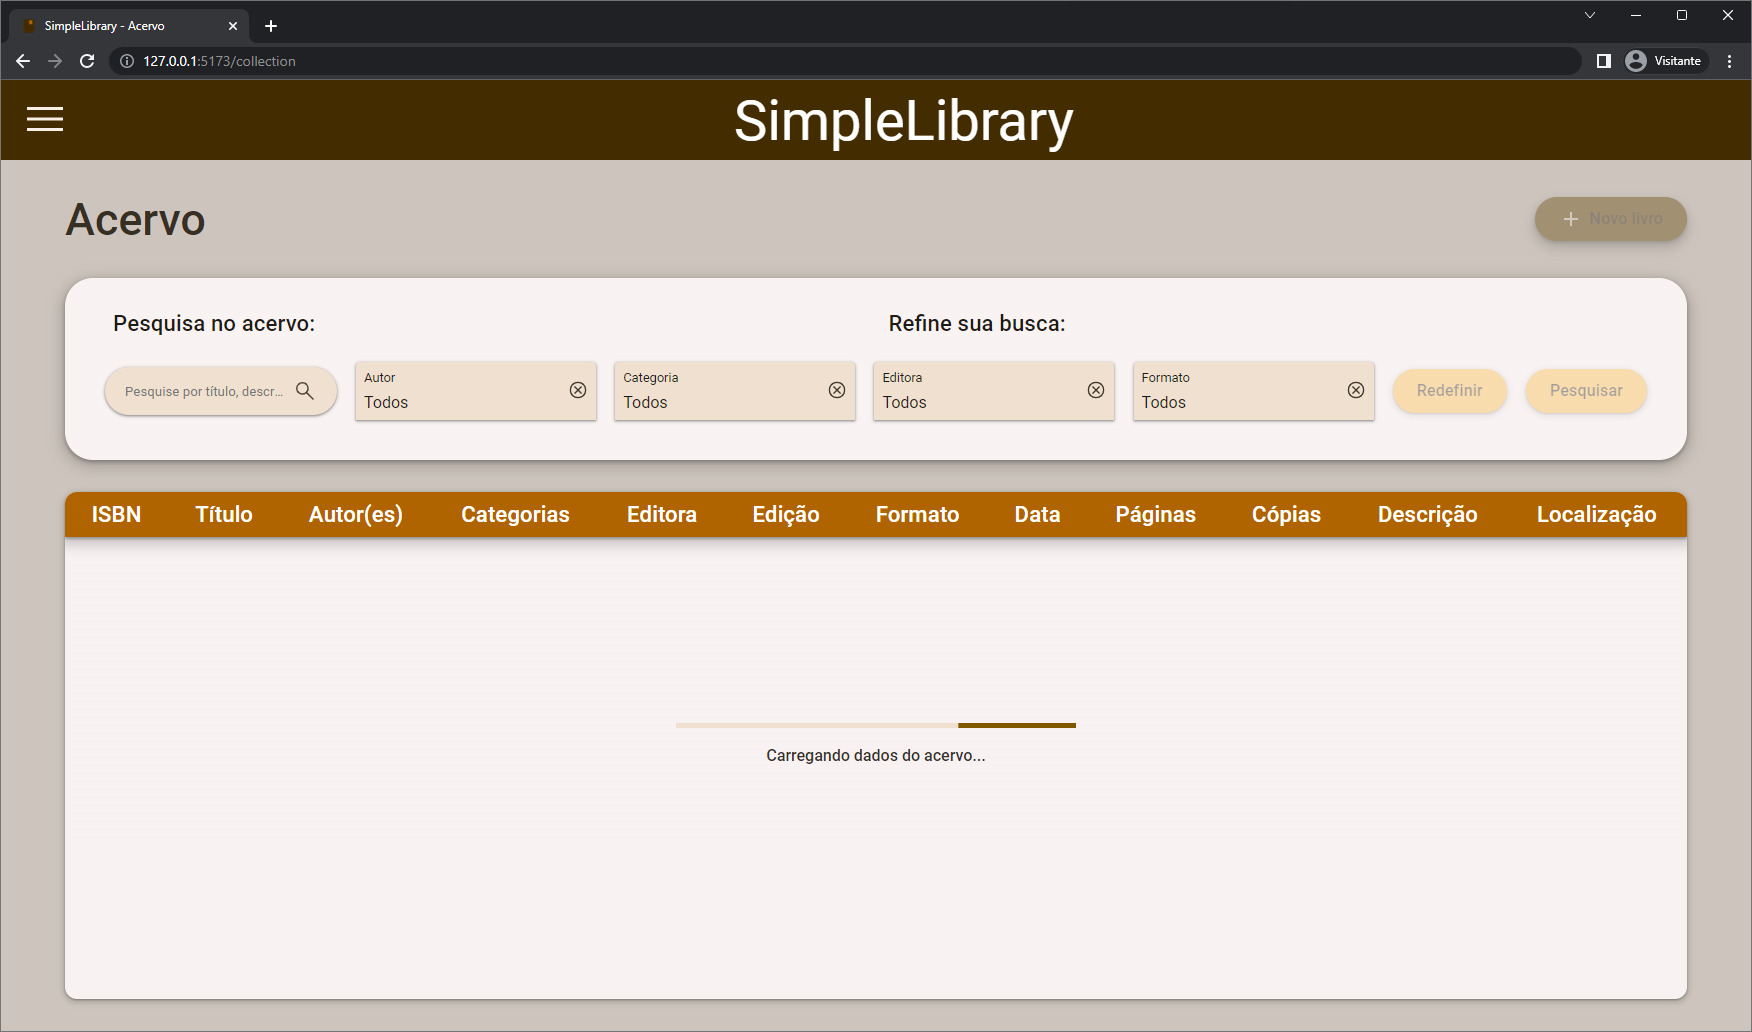 SimpleLibrary - Acervo
127.0.0.1:5173/collection
Visitante
SimpleLibrary
Acervo
Novo livro
Pesquisa no acervo:
Refine sua busca:
Pesquise por título, descr...
Autor
Todos
Categoria
Todos
Editora
Todos
Formato
Todos
Redefinir
Pesquisar
ISBN Título Autor(es) Categorias Editora Edição Formato Data Páginas Cópias Descrição Localização
Carregando dados do acervo...